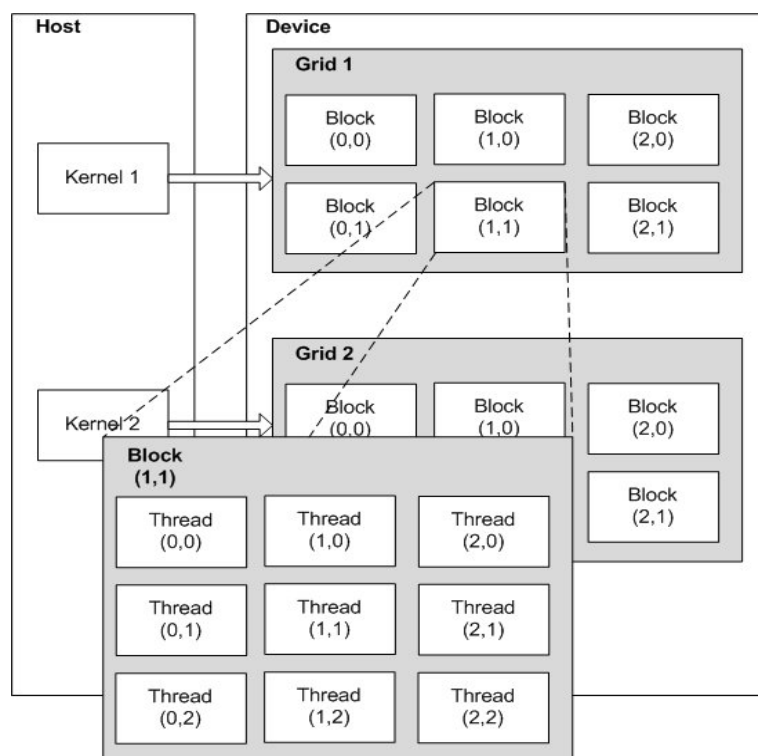 Host
Device
Grid 1
Block
(0,0)
Block
(1,0)
Block
(2,0)
Kernel 1
Block
(0,1)
Block
(1,1)
Block
(2,1)
Grid 2
Kernel 2
Block
(0,0)
Block
(1,0)
Block
(2,0)
Block
(2,1)
Block
(1,1)
Thread
(0,0)
Thread
(1,0)
Thread
(2,0)
Thread
(0,1)
Thread
(1,1)
Thread
(2,1)
Thread
(0,2)
Thread
(1,2)
Thread
(2,2)